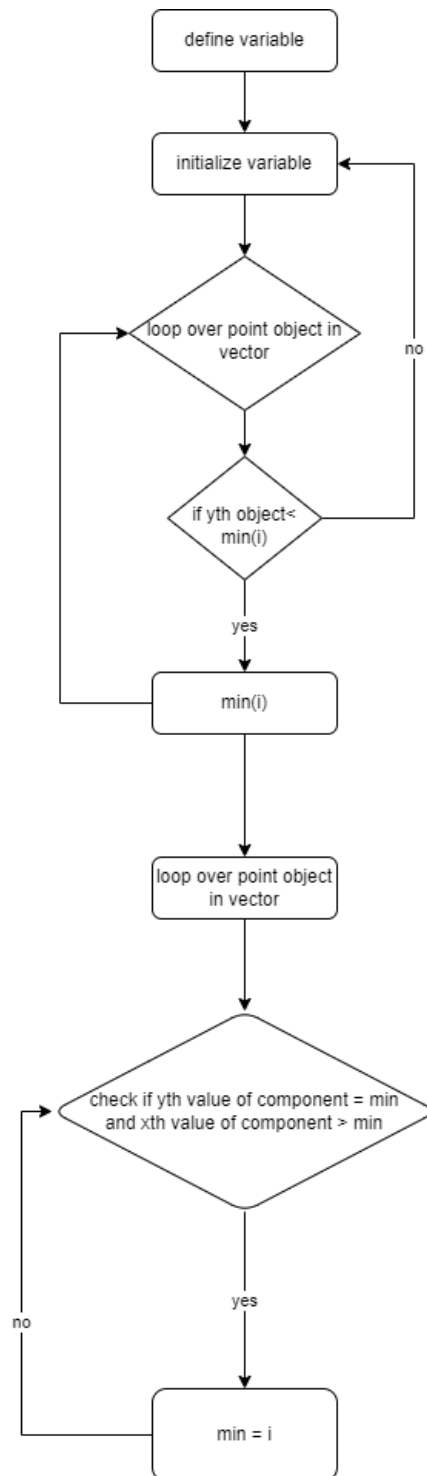 define variable
initialize variable
loop over point object in
vector
no
if yth object<
min(i)
yes
min(i)
loop over point object
in vector
check if yth value of component = min
and xth value of component > min
yes
no
min = i